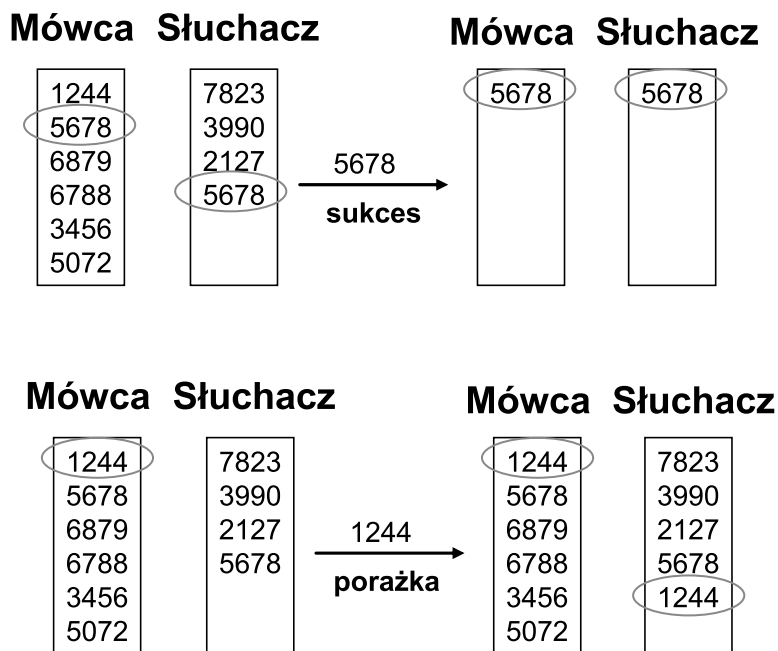 Mówca Słuchacz Mówca Słuchacz
1244 7823 5678 5678
5678 3990
6879 2127
6788 5678
3456
5072
5678
sukces
Mówca Słuchacz Mówca Słuchacz
1244 7823 1244 7823
5678 3990 5678 3990
6879 2127 6879 2127
6788 5678 6788 5678
3456 3456 1244
5072 5072
1244
porażka